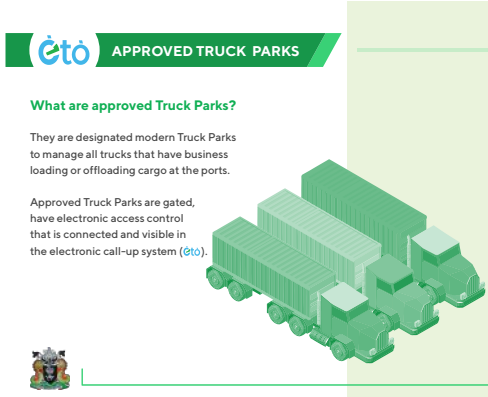 Ètò APPROVED TRUCK PARKS
What are approved Truck Parks?
They are designated modern Truck Parks
to manage all trucks that have business
loading or offloading cargo at the ports.
Approved Truck Parks are gated,
have electronic access control
that is connected and visible in
the electronic call-up system (Ètò).